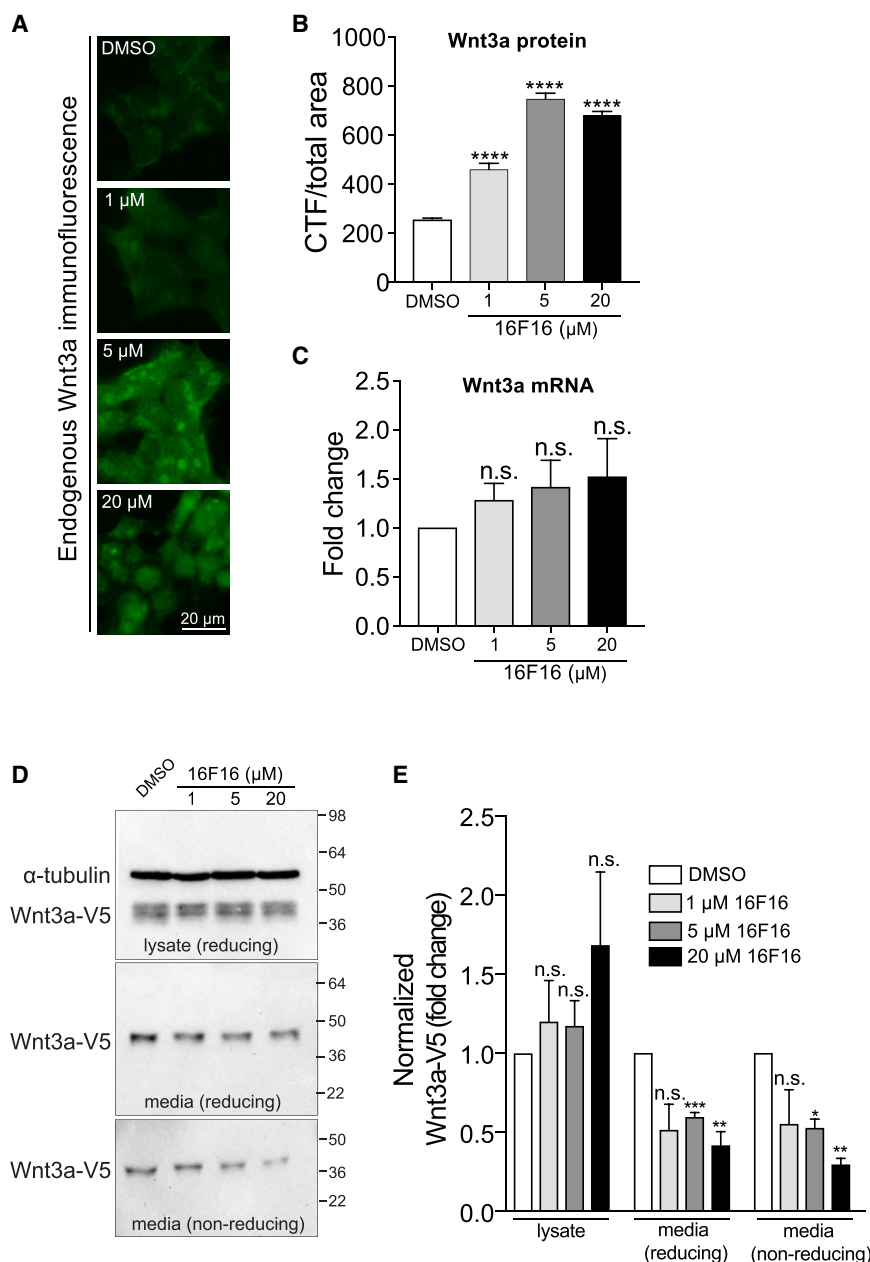 A
Endogenous Wnt3a immunofluorescence
DMSO
1 µM
5 µM
20 µM
20 µm
B
Wnt3a protein
CTF/total area
1000
800
600
400
200
0
****
****
****
DMSO
1
5
20
16F16 (µM)
C
Wnt3a mRNA
Fold change
2.5
2.0
1.5
1.0
0.5
0.0
n.s.
n.s.
n.s.
DMSO
1
5
20
16F16 (µM)
D
DMSO
16F16 (µM)
1
5
20
α-tubulin
Wnt3a-V5
98
64
50
36
lysate (reducing)
Wnt3a-V5
64
50
36
22
media (reducing)
Wnt3a-V5
50
36
22
media (non-reducing)
E
Normalized
Wnt3a-V5 (fold change)
2.5
2.0
1.5
1.0
0.5
0.0
DMSO
1 µM 16F16
5 µM 16F16
20 µM 16F16
n.s.
n.s.
n.s.
n.s.
***
**
n.s.
*
**
lysate
media
(reducing)
media
(non-reducing)